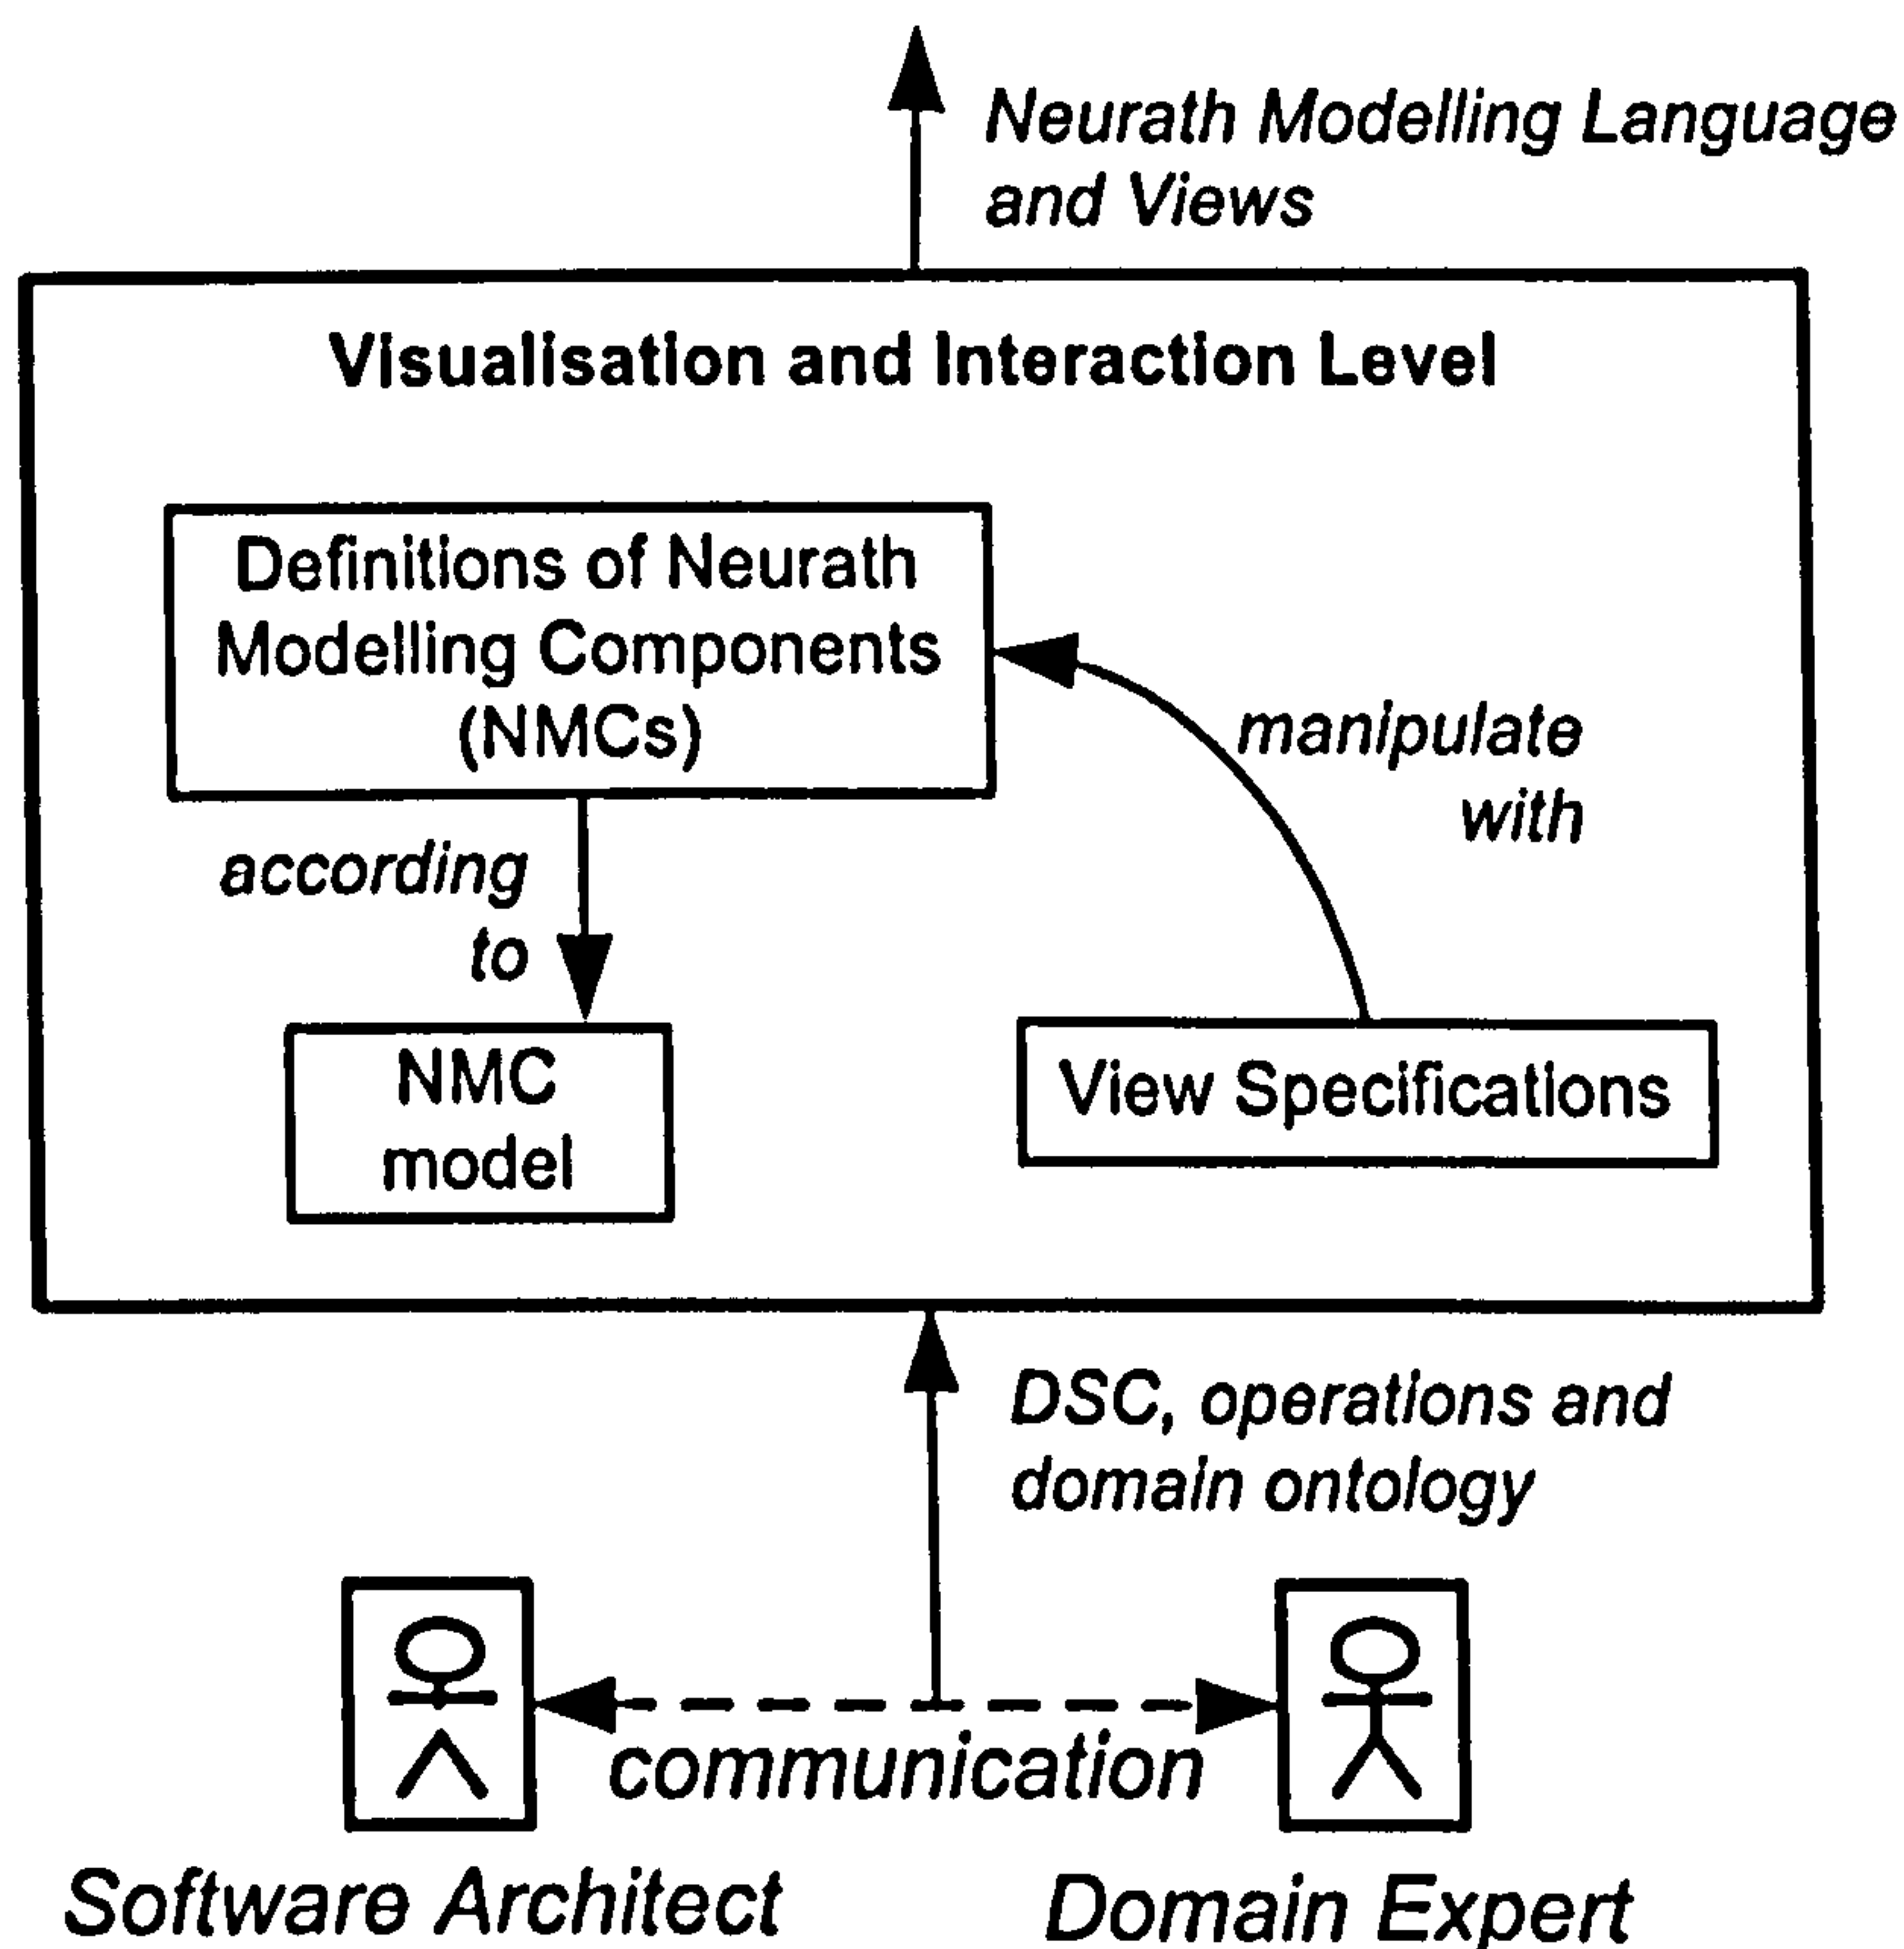 Neurath Modelling Language
and Views
Visualisation and Interaction Level
Definitions of Neurath
Modelling Components
(NMCs)
manipulate
with
according
to
NMC
model
View Specifications
DSC, operations and
domain ontology
communication
Software Architect
Domain Expert